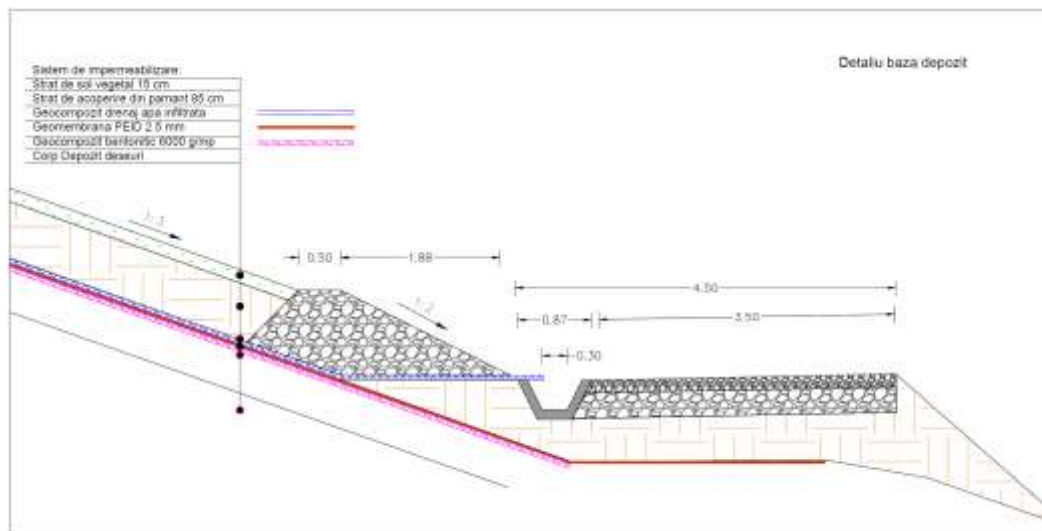 Detaliu baza depozit
Sistem de impermeabilizare
Strat de sol vegetal 15 cm
Strat de acoperire din pamant 85 cm
Geocompozit drenaj apa infiltrata
Geomembrana PEID 2.5 mm
Geocompozit bentonitic 6000 g/mp
Corp Depozit deseuri
1:3
0.50
1.88
1:2
4.50
0.87
3.50
0.30